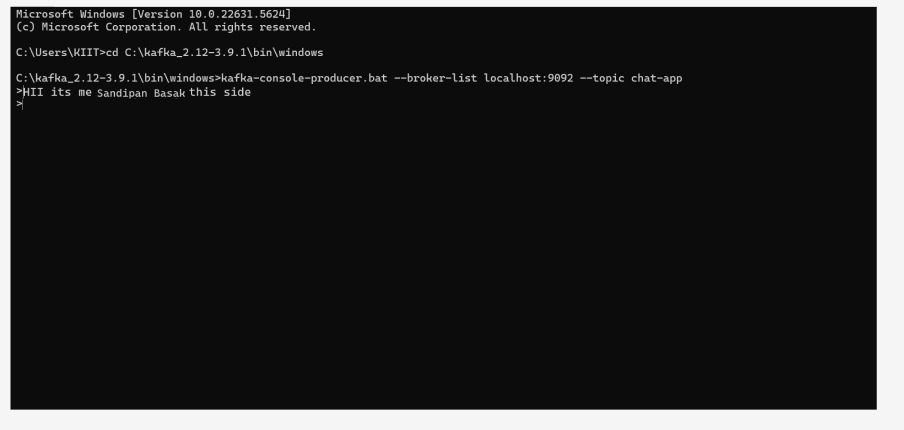 Microsoft Windows [Version 10.0.22631.5624]
(c) Microsoft Corporation. All rights reserved.
C:\Users\KIIT>cd C:\kafka_2.12-3.9.1\bin\windows
C:\kafka_2.12-3.9.1\bin\windows>kafka-console-producer.bat --broker-list localhost:9092 --topic chat-app
>HII its me Sandipan Basak this side
>